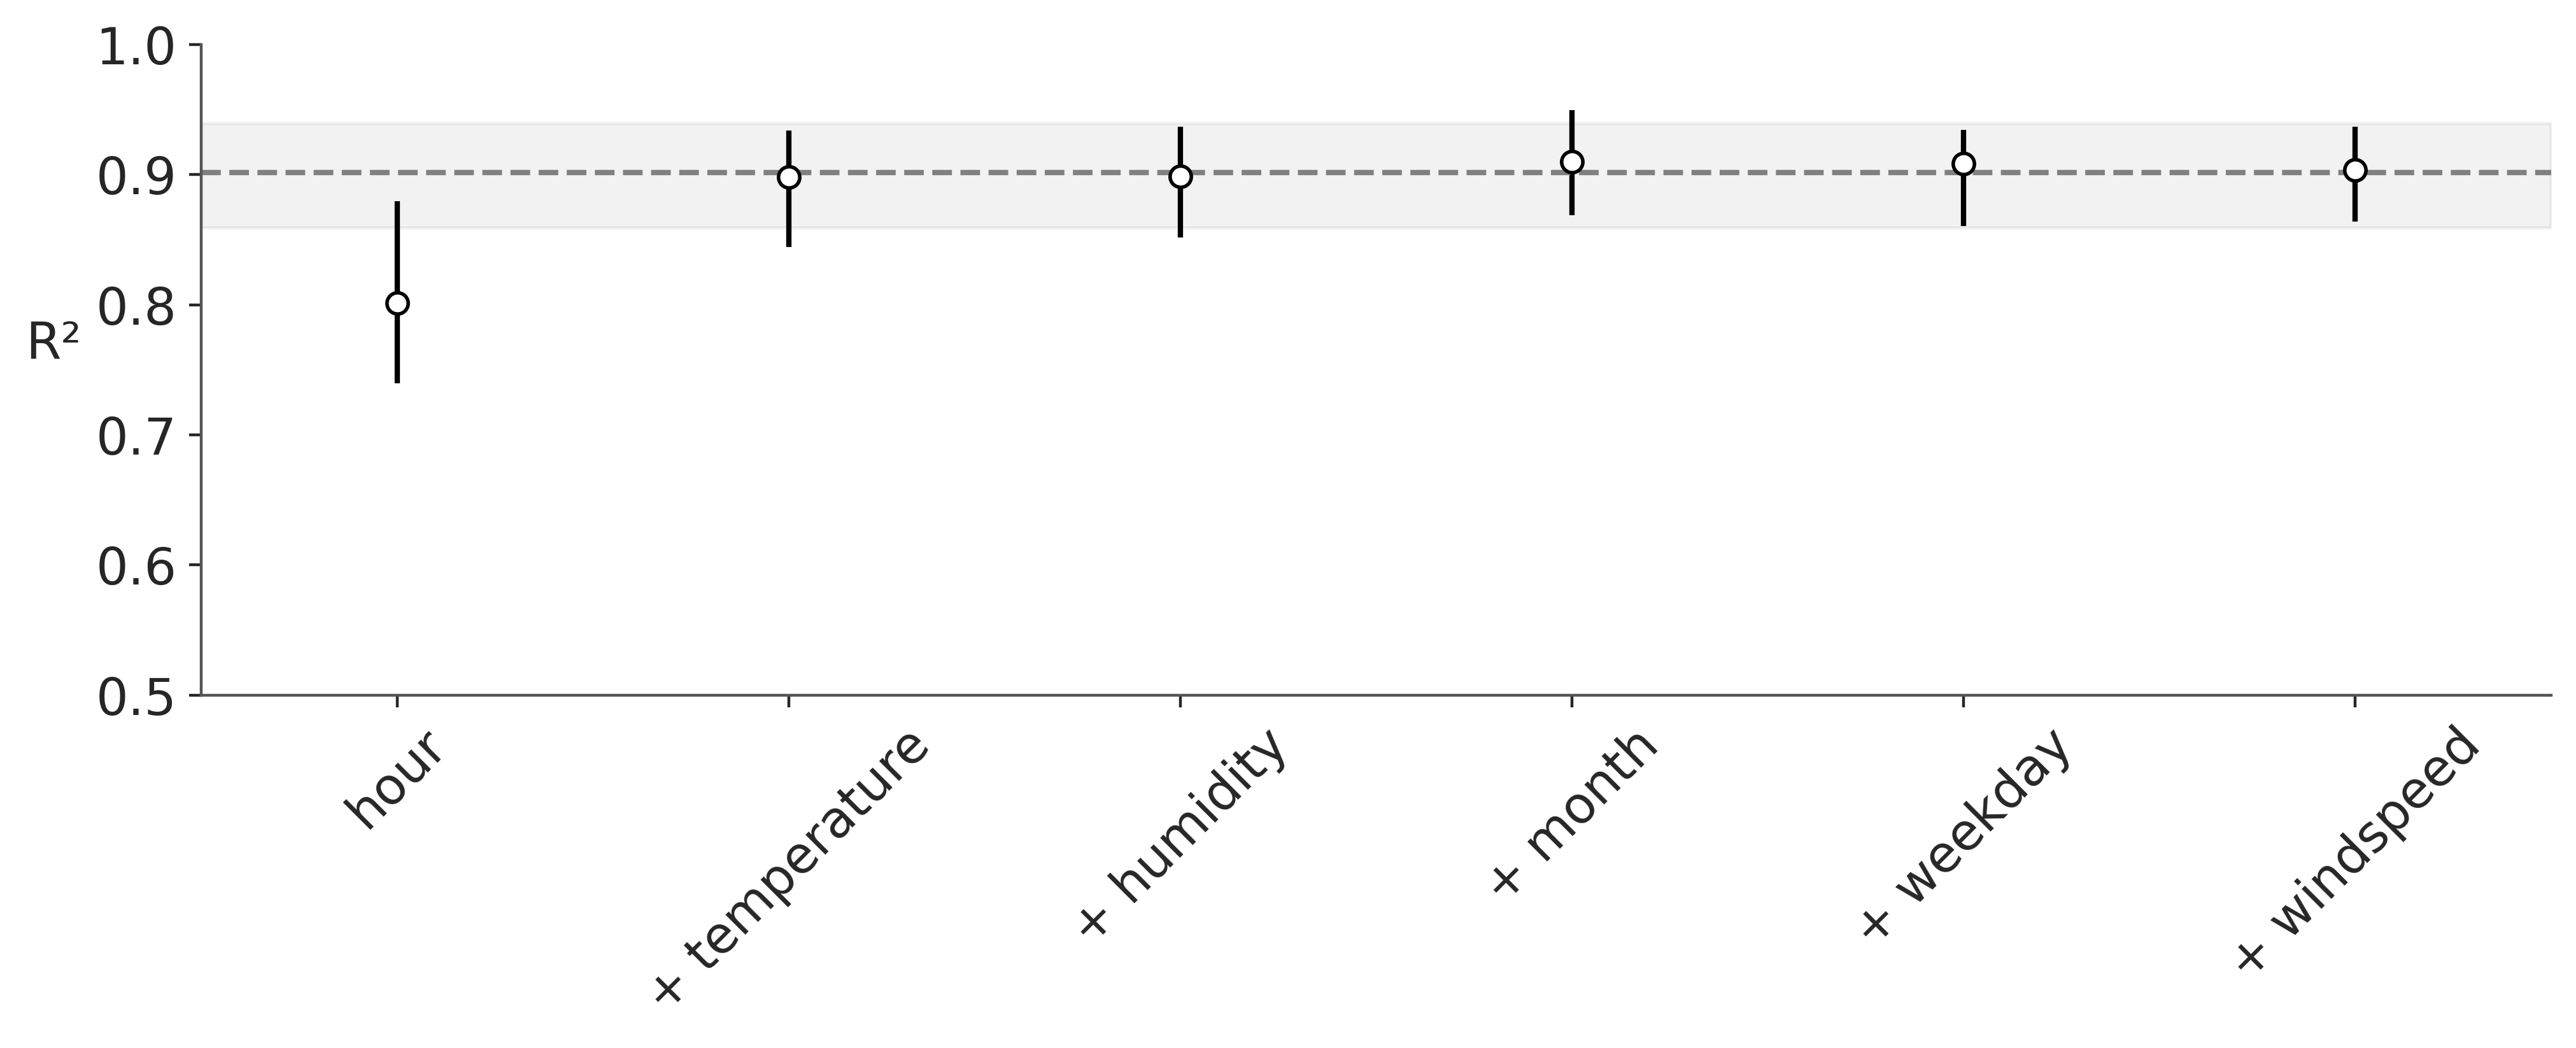 1.0
0.9
0.8
R²
0.7
0.6
0.5
hour
+ temperature
+ humidity
+ month
+ weekday
+ windspeed